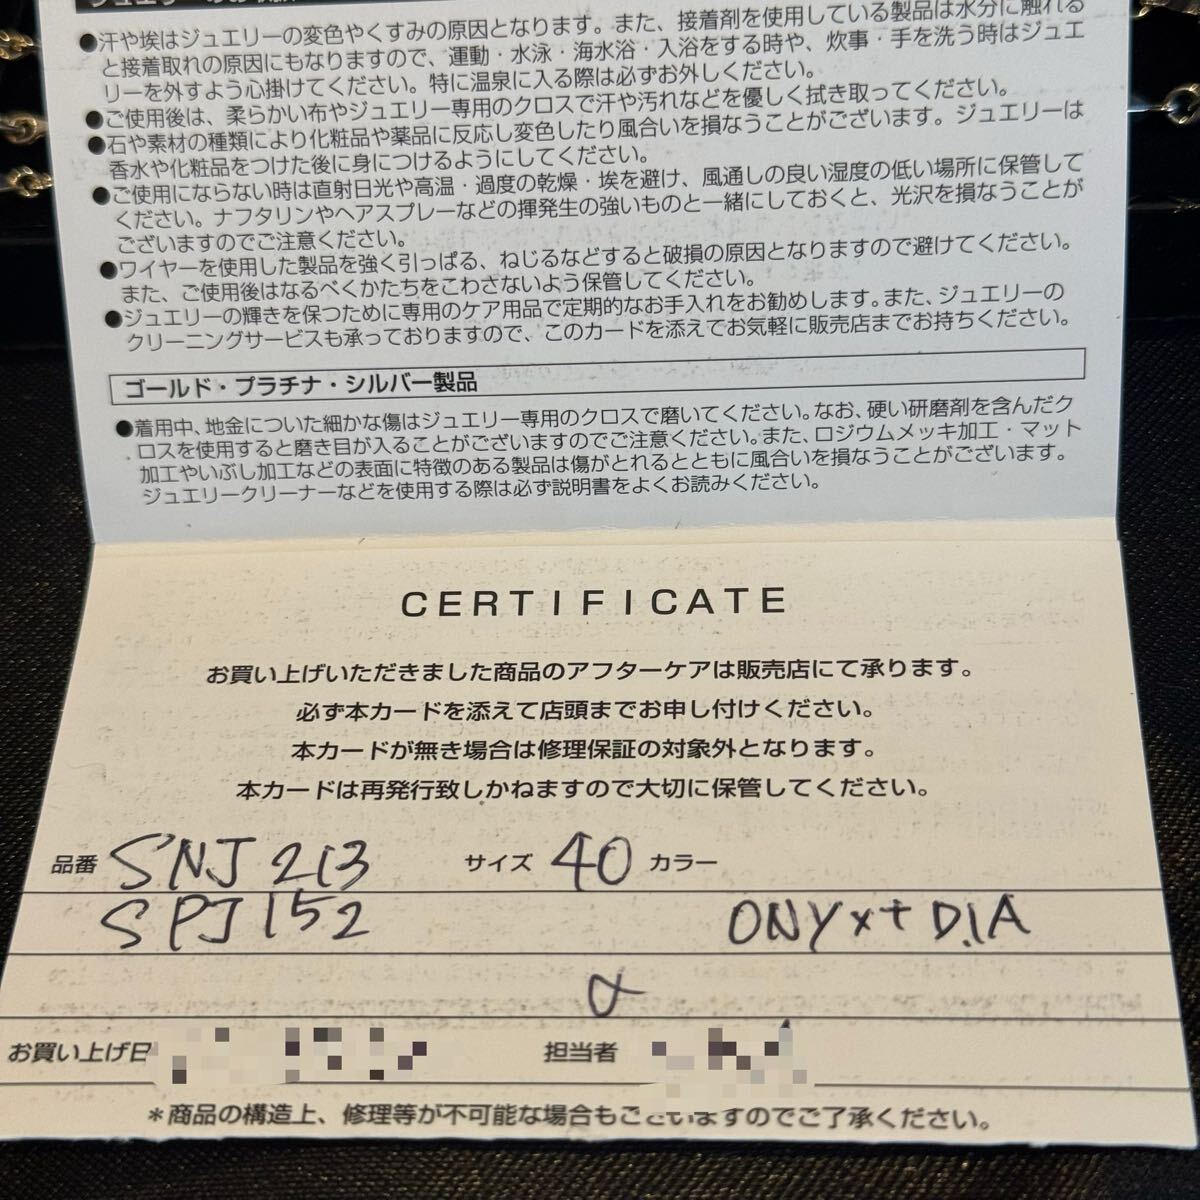 ●汗や埃はジュエリーの変色やくすみの原因となります。また、接着剤を使用している製品は水分に触れる
と接着取れの原因にもなりますので、運動・水泳・海水浴・入浴をする時や、炊事・手を洗う時はジュエ
リーを外すよう心掛けてください。特に温泉に入る際は必ずお外しください。
●ご使用後は、柔らかい布やジュエリー専用のクロスで汗や汚れなどを優しく拭き取ってください。
●石や素材の種類により化粧品や薬品に反応し変色したり風合いを損なうことがございます。ジュエリーは
香水や化粧品をつけた後に身につけるようにしてください。
●ご使用にならない時は直射日光や高温・過度の乾燥・埃を避け、風通しの良い湿度の低い場所に保管して
ください。ナフタリンやヘアスプレーなどの揮発生の強いものと一緒にしておくと、光沢を損なうことが
ございますのでご注意ください。
●ワイヤーを使用した製品を強く引っぱる、ねじるなどすると破損の原因となりますので避けてください。
また、ご使用後はなるべくかたちをこわさないよう保管してください。
●ジュエリーの輝きを保つために専用のケア用品で定期的なお手入れをお勧めします。また、ジュエリーの
クリーニングサービスも承っておりますので、このカードを添えてお気軽に販売店までお持ちください。
ゴールド・プラチナ・シルバー製品
●着用中、地金についた細かな傷はジュエリー専用のクロスで磨いてください。なお、硬い研磨剤を含んだク
ロスを使用すると磨き目が入ることがございますのでご注意ください。また、ロジウムメッキ加工・マット
加工やいぶし加工などの表面に特徴のある製品は傷がとれるとともに風合いを損なうことがございます。
ジュエリークリーナーなどを使用する際は必ず説明書をよくお読みください。
CERTIFICATE
お買い上げいただきました商品のアフターケアは販売店にて承ります。
必ず本カードを添えて店頭までお申し付けください。
本カードが無き場合は修理保証の対象外となります。
本カードは再発行致しかねますので大切に保管してください。
品番 SNJ 213 サイズ 40 カラー
SPJ 152 ONYX+DIA
α
お買い上げ日 担当者
＊商品の構造上、修理等が不可能な場合もございますのでご了承ください。